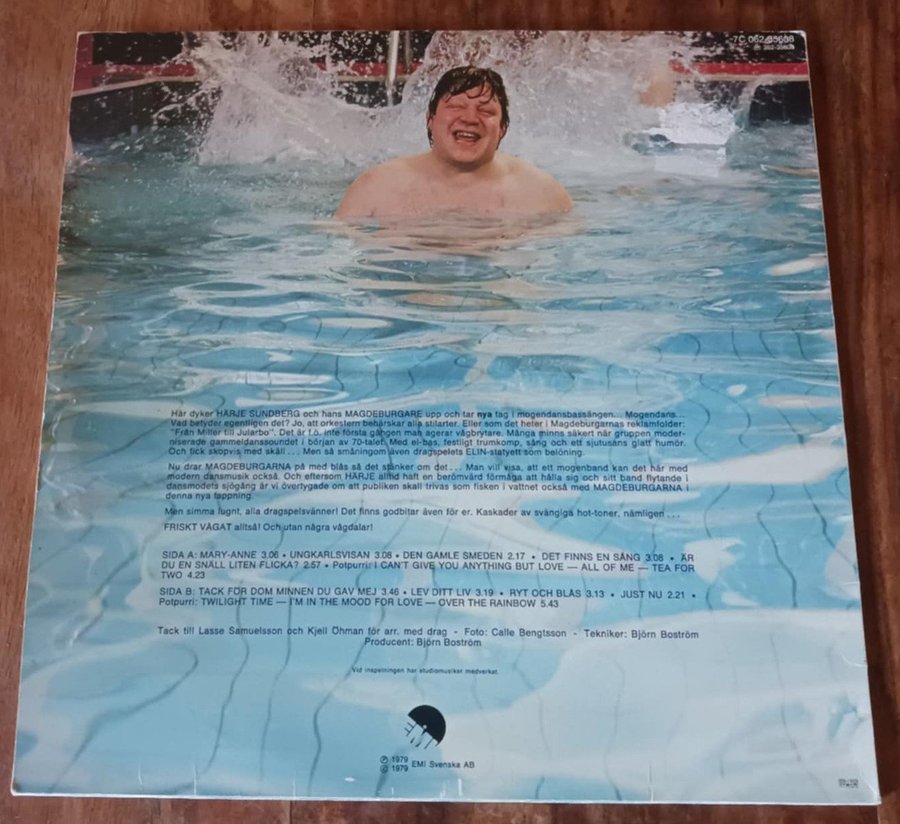 7C 062-35608
Här dyker HÄRJE SUNDBERG och hans MAGDEBURGARE upp och tar nya tag i mogendansbassängen... Mogendans...
Vad betyder egentligen det? Jo, att orkestern behärskar alla stilarter. Eller som det heter i Magdeburgarnas reklamfolder:
"Från Miller till Jularbo". Det är f.ö. inte första gången man agerar vågbrytare. Många minns säkert när gruppen moder-
niserade gammeldanssoundet i början av 70-talet. Med el-bas, festligt trumkomp, sång och ett sjutusans glatt humör.
Och fick skopvis med skäll... Men så småningom även dragspelets ELIN-statyett som belöning.
Nu drar MAGDEBURGARNA på med blås så det stänker om det... Man vill visa, att ett mogenband kan det här med
modern dansmusik också. Och eftersom HÄRJE alltid haft en berömvärd förmåga att hålla sig och sitt band flytande i
dansmodets sjögång är vi övertygade om att publiken skall trivas som fisken i vattnet också med MAGDEBURGARNA i
denna nya tappning.
Men simma lugnt, alla dragspelsvänner! Det finns godbitar även för er. Kaskader av svängiga hot-toner, nämligen...
FRISKT VÅGAT alltså! Och utan några vågdalar!
SIDA A: MARY-ANNE 3.06 • UNGKARLSVISAN 3.08 • DEN GAMLE SMEDEN 2.17 • DET FINNS EN SÅNG 3.08 • ÄR
DU EN SNÄLL LITEN FLICKA? 2.57 • Potpurri: I CAN'T GIVE YOU ANYTHING BUT LOVE — ALL OF ME — TEA FOR
TWO 4.23
SIDA B: TACK FÖR DOM MINNEN DU GAV MEJ 3.46 • LEV DITT LIV 3.19 • RYT OCH BLÅS 3.13 • JUST NU 2.21 •
Potpurri: TWILIGHT TIME — I'M IN THE MOOD FOR LOVE — OVER THE RAINBOW 5.43
Tack till Lasse Samuelsson och Kjell Öhman för arr. med drag - Foto: Calle Bengtsson - Tekniker: Björn Boström
Producent: Björn Boström
Vid inspelningen har studiomusiker medverkat.
EMI
℗ 1979
© 1979 EMI Svenska AB